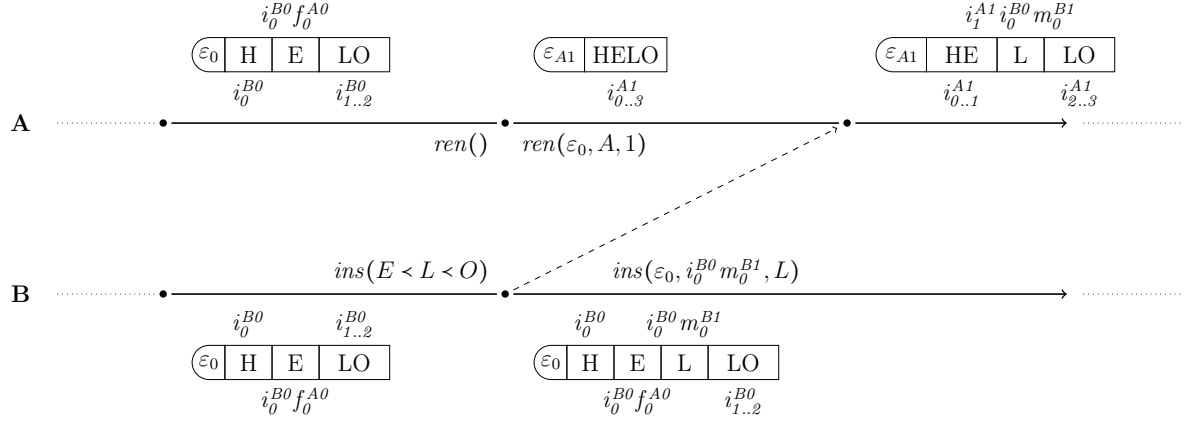 i_0^{B0} f_0^{A0} i_1^{A1} i_0^{B0} m_0^{B1}
ε_0 H E LO ε_{A1} HELO ε_{A1} HE L LO
i_0^{B0} i_{1..2}^{B0} i_{0..3}^{A1} i_{0..1}^{A1} i_{2..3}^{A1}
A
ren() ren(ε_0, A, 1)
ins(E ≺ L ≺ O) ins(ε_0, i_0^{B0} m_0^{B1}, L)
B
i_0^{B0} i_{1..2}^{B0} i_0^{B0} i_0^{B0} m_0^{B1}
ε_0 H E LO ε_0 H E L LO
i_0^{B0} f_0^{A0} i_0^{B0} f_0^{A0} i_{1..2}^{B0}